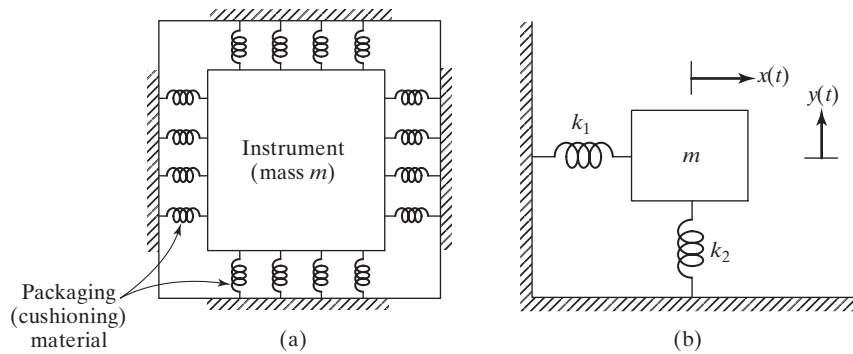 Instrument
(mass m)
Packaging
(cushioning)
material
(a)
x(t)
y(t)
k1
m
k2
(b)